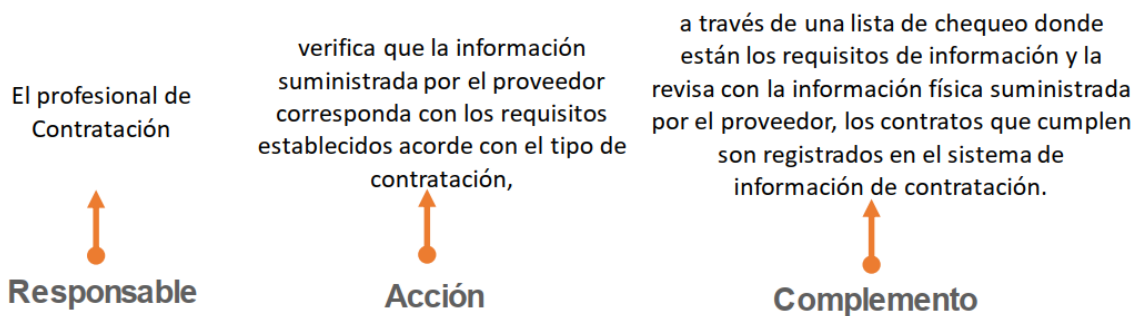 El profesional de
Contratación
Responsable
verifica que la información
suministrada por el proveedor
corresponda con los requisitos
establecidos acorde con el tipo de
contratación,
Acción
a través de una lista de chequeo donde
están los requisitos de información y la
revisa con la información física suministrada
por el proveedor, los contratos que cumplen
son registrados en el sistema de
información de contratación.
Complemento